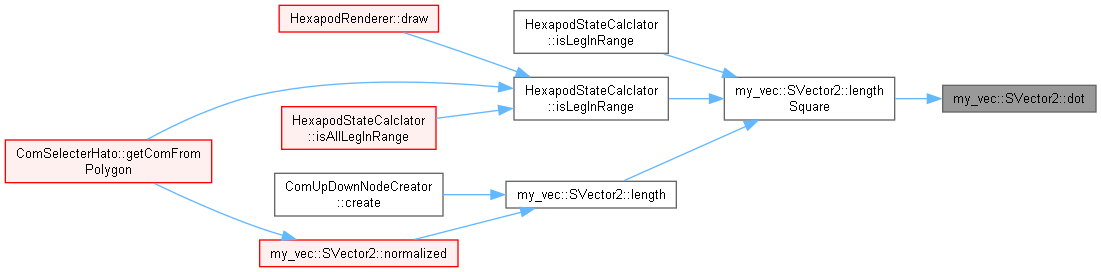 HexapodRenderer::draw
HexapodStateCalclator
::isLegInRange
HexapodStateCalclator
::isLegInRange
my_vec::SVector2::length
Square
my_vec::SVector2::dot
HexapodStateCalclator
::isAllLegInRange
ComSelecterHato::getComFrom
Polygon
ComUpDownNodeCreator
::create
my_vec::SVector2::length
my_vec::SVector2::normalized